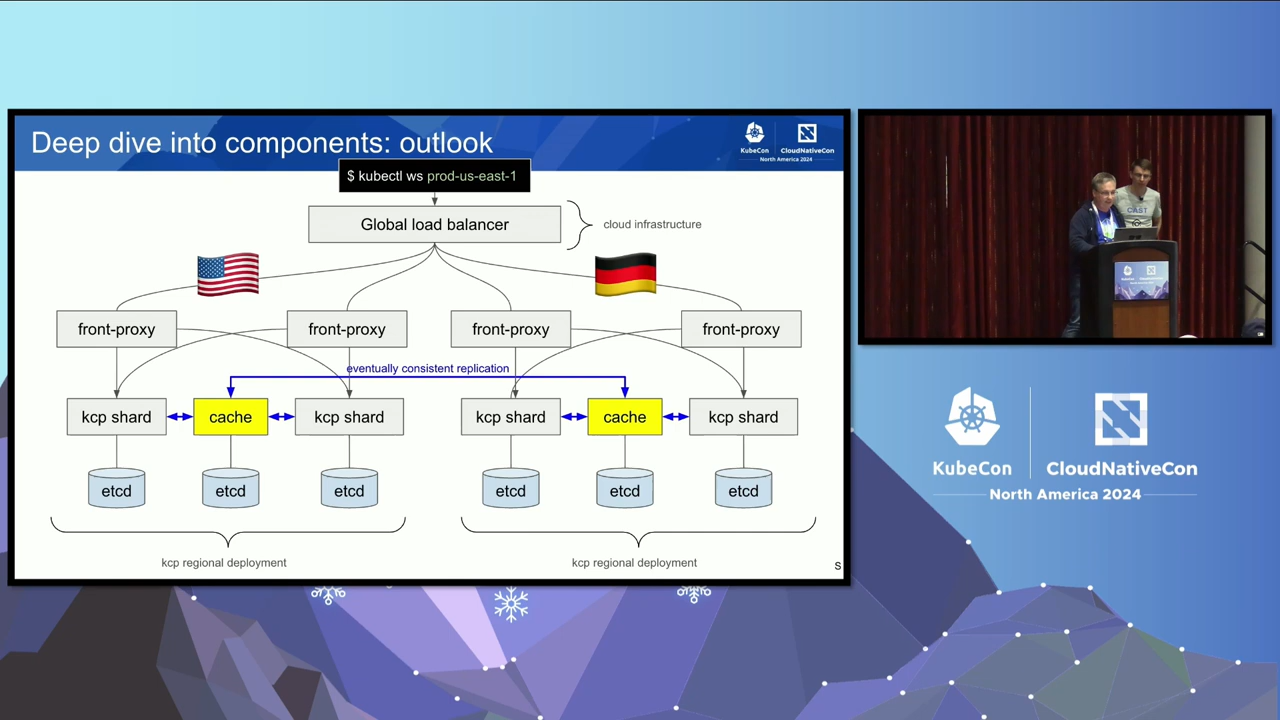 Deep dive into components: outlook
KubeCon
CloudNativeCon
North America 2024
$ kubectl ws prod-us-east-1
Global load balancer
cloud infrastructure
front-proxy
front-proxy
front-proxy
front-proxy
eventually consistent replication
kcp shard
cache
kcp shard
kcp shard
cache
kcp shard
etcd
etcd
etcd
etcd
etcd
etcd
kcp regional deployment
kcp regional deployment
S
CAST
KubeCon
CloudNativeCon
North America 2024